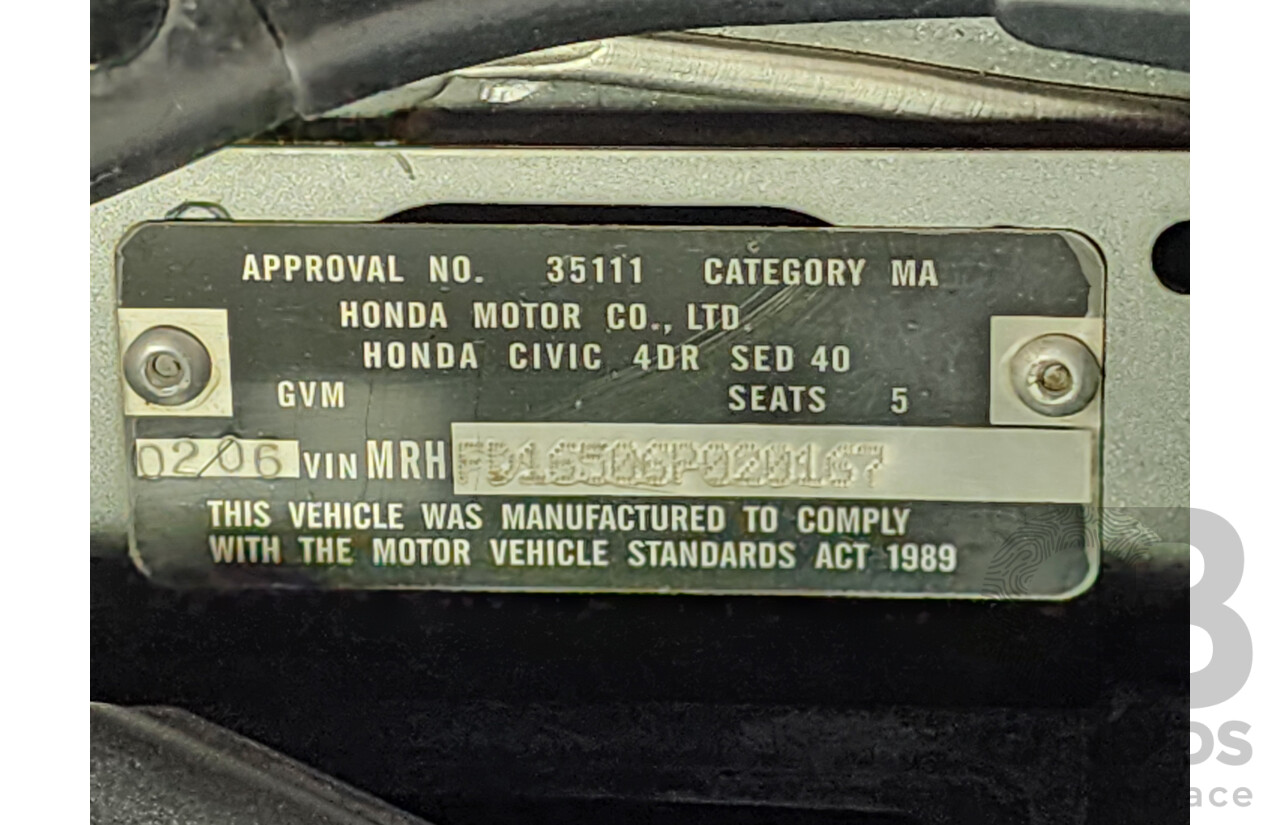 APPROVAL NO. 35111 CATEGORY MA
HONDA MOTOR CO., LTD.
HONDA CIVIC 4DR SED 40
GVM SEATS 5
02/06 VIN MRHFD16506P020167
THIS VEHICLE WAS MANUFACTURED TO COMPLY
WITH THE MOTOR VEHICLE STANDARDS ACT 1989